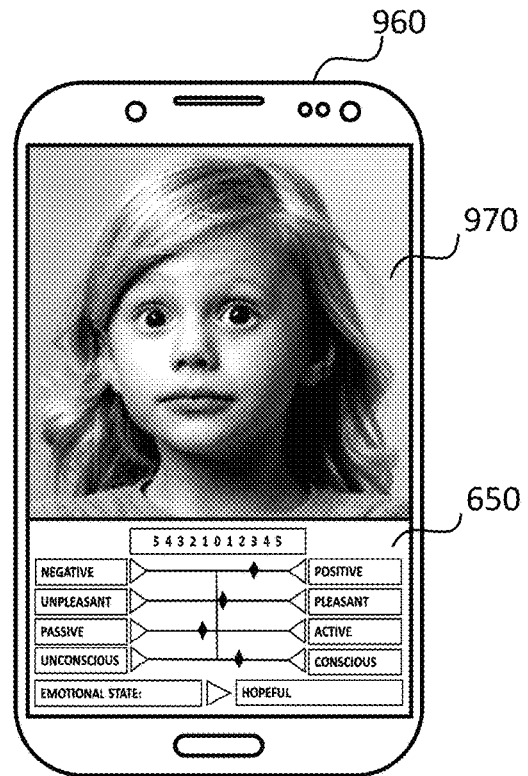 960
970
650
5 4 3 2 1 0 1 2 3 4 5
NEGATIVE POSITIVE
UNPLEASANT PLEASANT
PASSIVE ACTIVE
UNCONSCIOUS CONSCIOUS
EMOTIONAL STATE: HOPEFUL